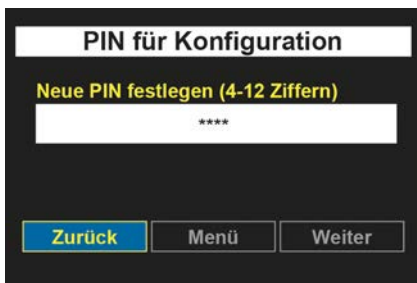 PIN für Konfiguration
Neue PIN festlegen (4-12 Ziffern)
****
Zurück Menü Weiter